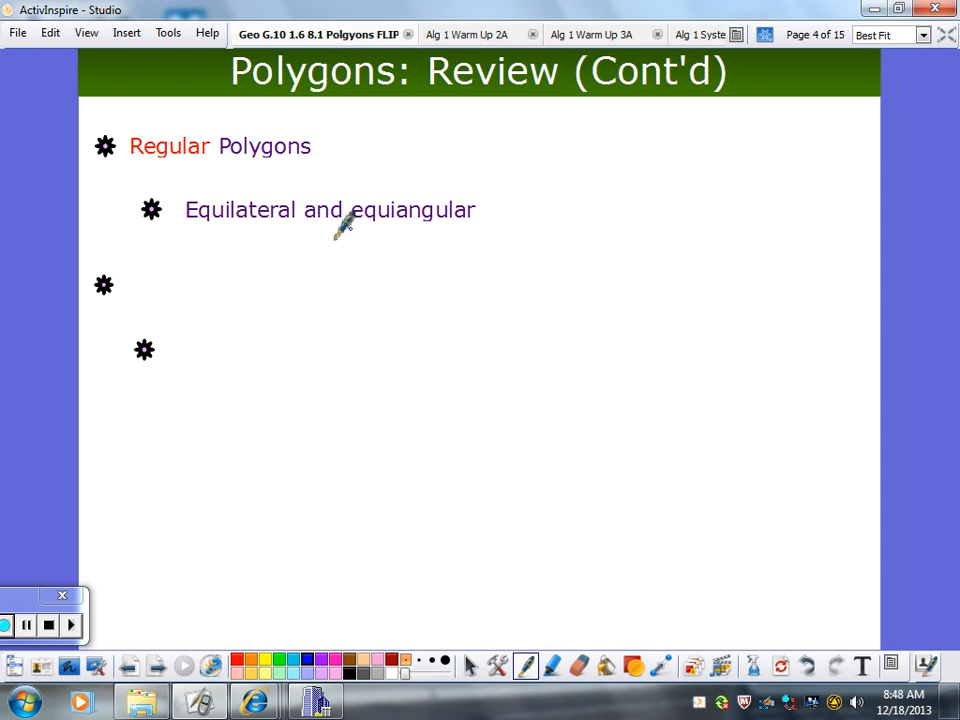 ActivInspire - Studio
File Edit View Insert Tools Help Geo G.10 1.6 8.1 Polgyons FLIP Alg 1 Warm Up 2A Alg 1 Warm Up 3A Alg 1 Syste Page 4 of 15 Best Fit
Polygons: Review (Cont'd)
Regular Polygons
Equilateral and equiangular
8:48 AM
12/18/2013